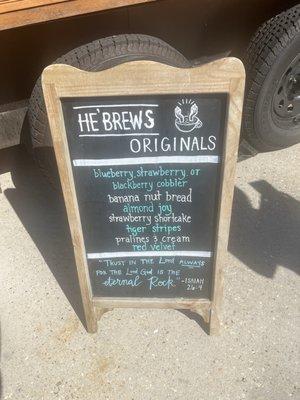 HE'BREWS
ORIGINALS
blueberry, strawberry, or
blackberry cobbler
banana nut bread
almond joy
strawberry shortcake
tiger stripes
pralines & cream
red velvet
"Trust in the Lord always
for the Lord God is the
eternal Rock" -ISAIAH
26:4